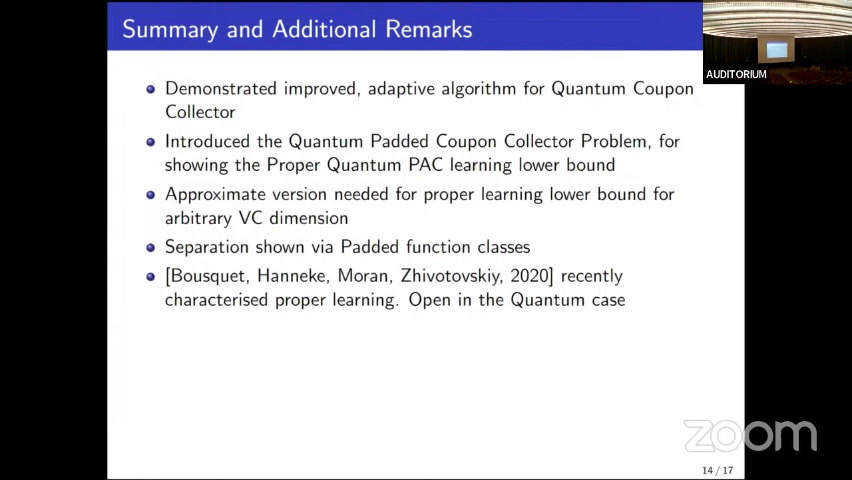 Summary and Additional Remarks
AUDITORIUM
Demonstrated improved, adaptive algorithm for Quantum Coupon
Collector
Introduced the Quantum Padded Coupon Collector Problem, for
showing the Proper Quantum PAC learning lower bound
Approximate version needed for proper learning lower bound for
arbitrary VC dimension
Separation shown via Padded function classes
[Bousquet, Hanneke, Moran, Zhivotovskiy, 2020] recently
characterised proper learning. Open in the Quantum case
zoom
14 / 17